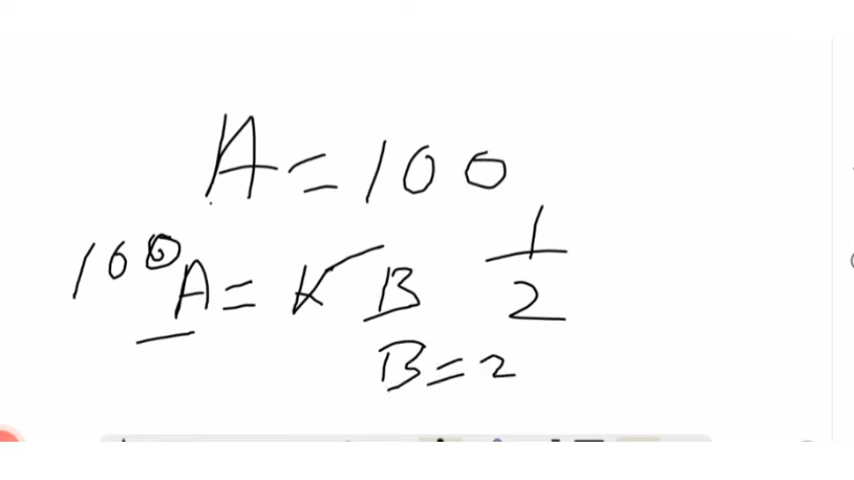 A = 100
100 A = K B 1/2
B = 2